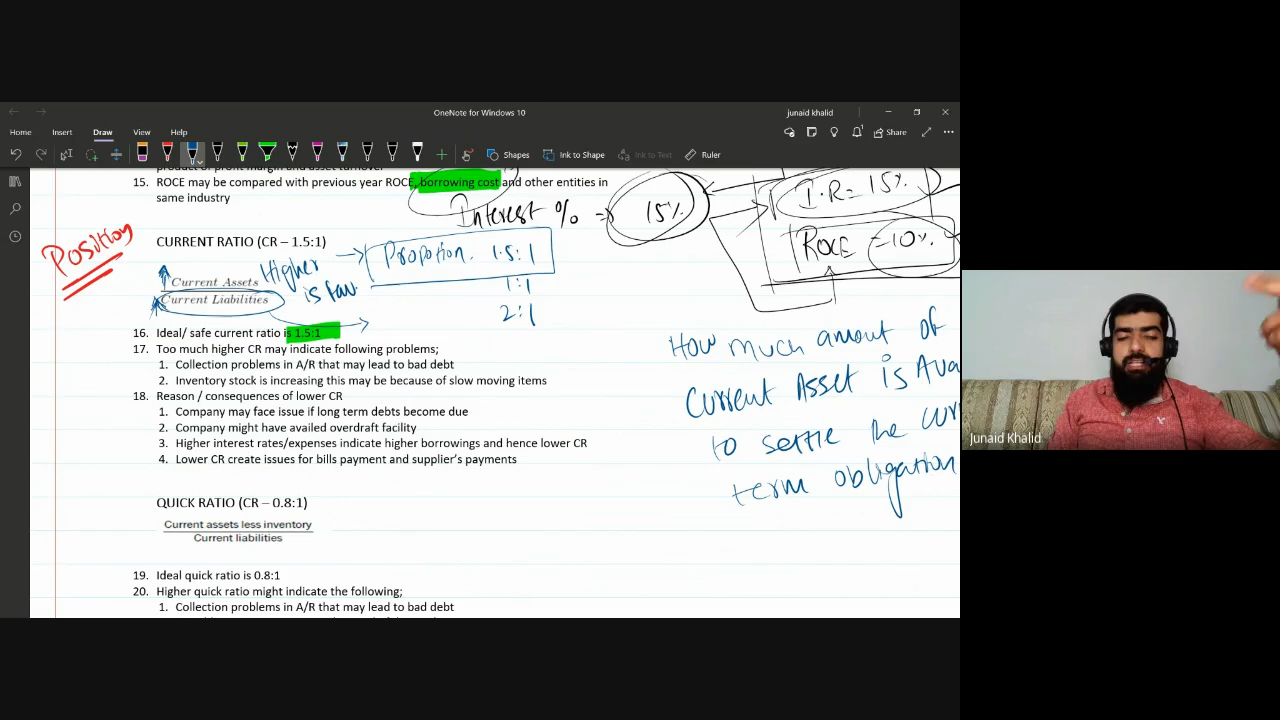 OneNote for Windows 10
junaid khalid
Home Insert Draw View Help
Share
Shapes Ink to Shape Ink to Text Ruler
product of profit margin and asset turnover
15. ROCE may be compared with previous year ROCE, borrowing cost and other entities in
same industry
Interest % ⇒ 15%
I.R = 15%
ROCE = 10%
Position
CURRENT RATIO (CR – 1.5:1)
Current Assets
Current Liabilities
Higher
is fav
Propotion. 1.5:1
1:1
2:1
16. Ideal/ safe current ratio is 1.5:1
17. Too much higher CR may indicate following problems;
1. Collection problems in A/R that may lead to bad debt
2. Inventory stock is increasing this may be because of slow moving items
18. Reason / consequences of lower CR
1. Company may face issue if long term debts become due
2. Company might have availed overdraft facility
3. Higher interest rates/expenses indicate higher borrowings and hence lower CR
4. Lower CR create issues for bills payment and supplier's payments
How much amount of
Current Asset is Ava
to settle the cur
term obligation
QUICK RATIO (CR – 0.8:1)
Current assets less inventory
Current liabilities
19. Ideal quick ratio is 0.8:1
20. Higher quick ratio might indicate the following;
1. Collection problems in A/R that may lead to bad debt
Junaid Khalid